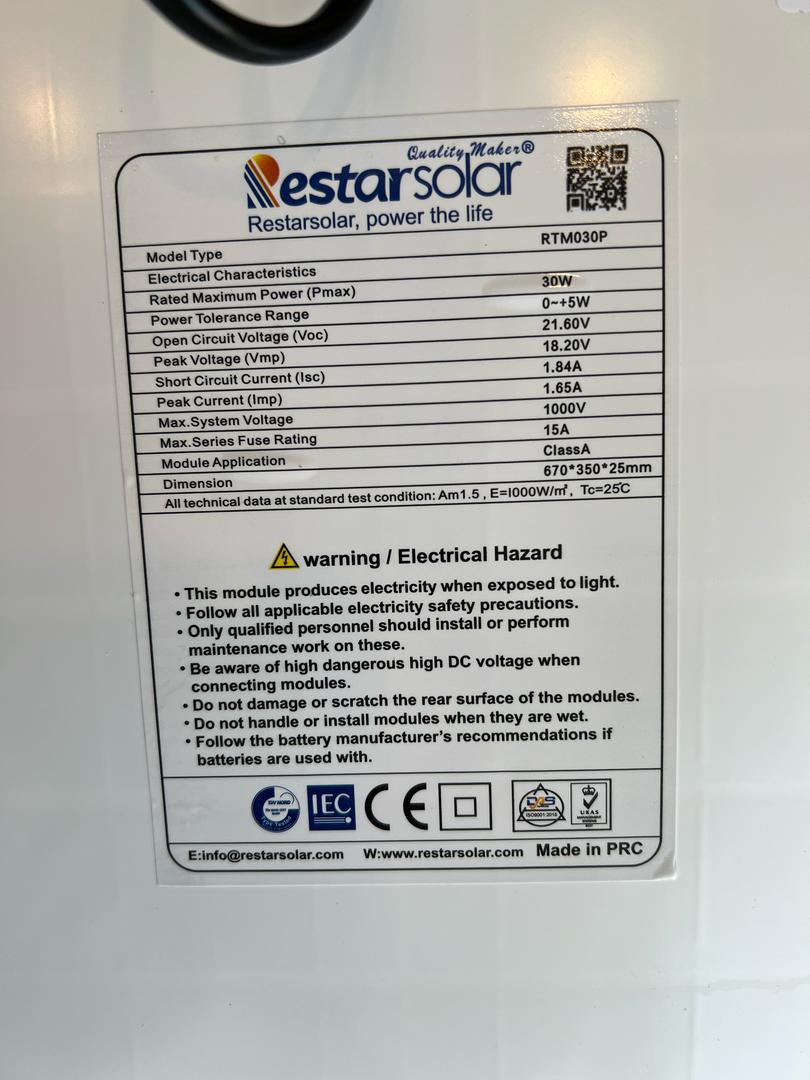 Quality Maker®
Restarsolar
Restarsolar, power the life
Model Type RTM030P
Electrical Characteristics
Rated Maximum Power (Pmax) 30W
Power Tolerance Range 0~+5W
Open Circuit Voltage (Voc) 21.60V
Peak Voltage (Vmp) 18.20V
Short Circuit Current (Isc) 1.84A
Peak Current (Imp) 1.65A
Max.System Voltage 1000V
Max.Series Fuse Rating 15A
Module Application ClassA
Dimension 670*350*25mm
All technical data at standard test condition: Am1.5 , E=I000W/㎡, Tc=25℃
warning / Electrical Hazard
• This module produces electricity when exposed to light.
• Follow all applicable electricity safety precautions.
• Only qualified personnel should install or perform
maintenance work on these.
• Be aware of high dangerous high DC voltage when
connecting modules.
• Do not damage or scratch the rear surface of the modules.
• Do not handle or install modules when they are wet.
• Follow the battery manufacturer's recommendations if
batteries are used with.
TUV NORD
Type Tested
IEC
CE
DAS
ISO9001:2015
UKAS
MANAGEMENT
SYSTEMS
E:info@restarsolar.com W:www.restarsolar.com Made in PRC